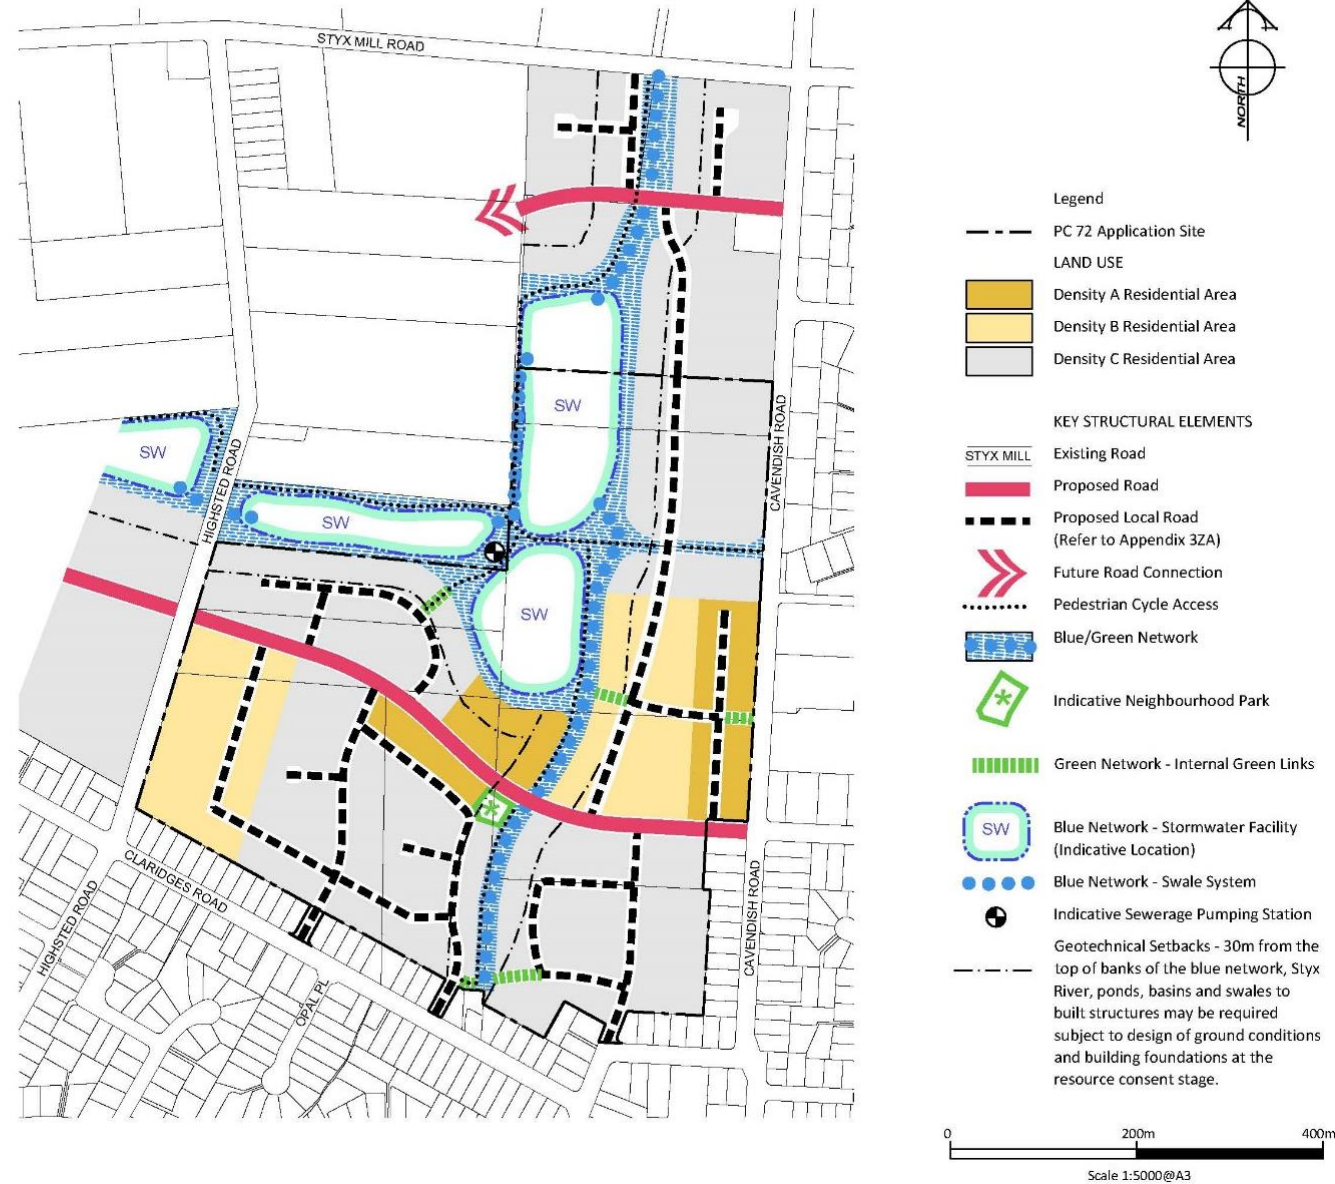 STYX MILL ROAD
NORTH
SW
CAVENDISH ROAD
SW
HIGHSTED ROAD
SW
SW
CLARIDGES ROAD
HIGHSTED ROAD
CAVENDISH ROAD
OPAL PL
Legend
PC 72 Application Site
LAND USE
Density A Residential Area
Density B Residential Area
Density C Residential Area
KEY STRUCTURAL ELEMENTS
STYX MILL Existing Road
Proposed Road
Proposed Local Road
(Refer to Appendix 3ZA)
Future Road Connection
Pedestrian Cycle Access
Blue/Green Network
Indicative Neighbourhood Park
Green Network - Internal Green Links
SW
Blue Network - Stormwater Facility
(Indicative Location)
Blue Network - Swale System
Indicative Sewerage Pumping Station
Geotechnical Setbacks - 30m from the
top of banks of the blue network, Styx
River, ponds, basins and swales to
built structures may be required
subject to design of ground conditions
and building foundations at the
resource consent stage.
0 200m 400m
Scale 1:5000@A3